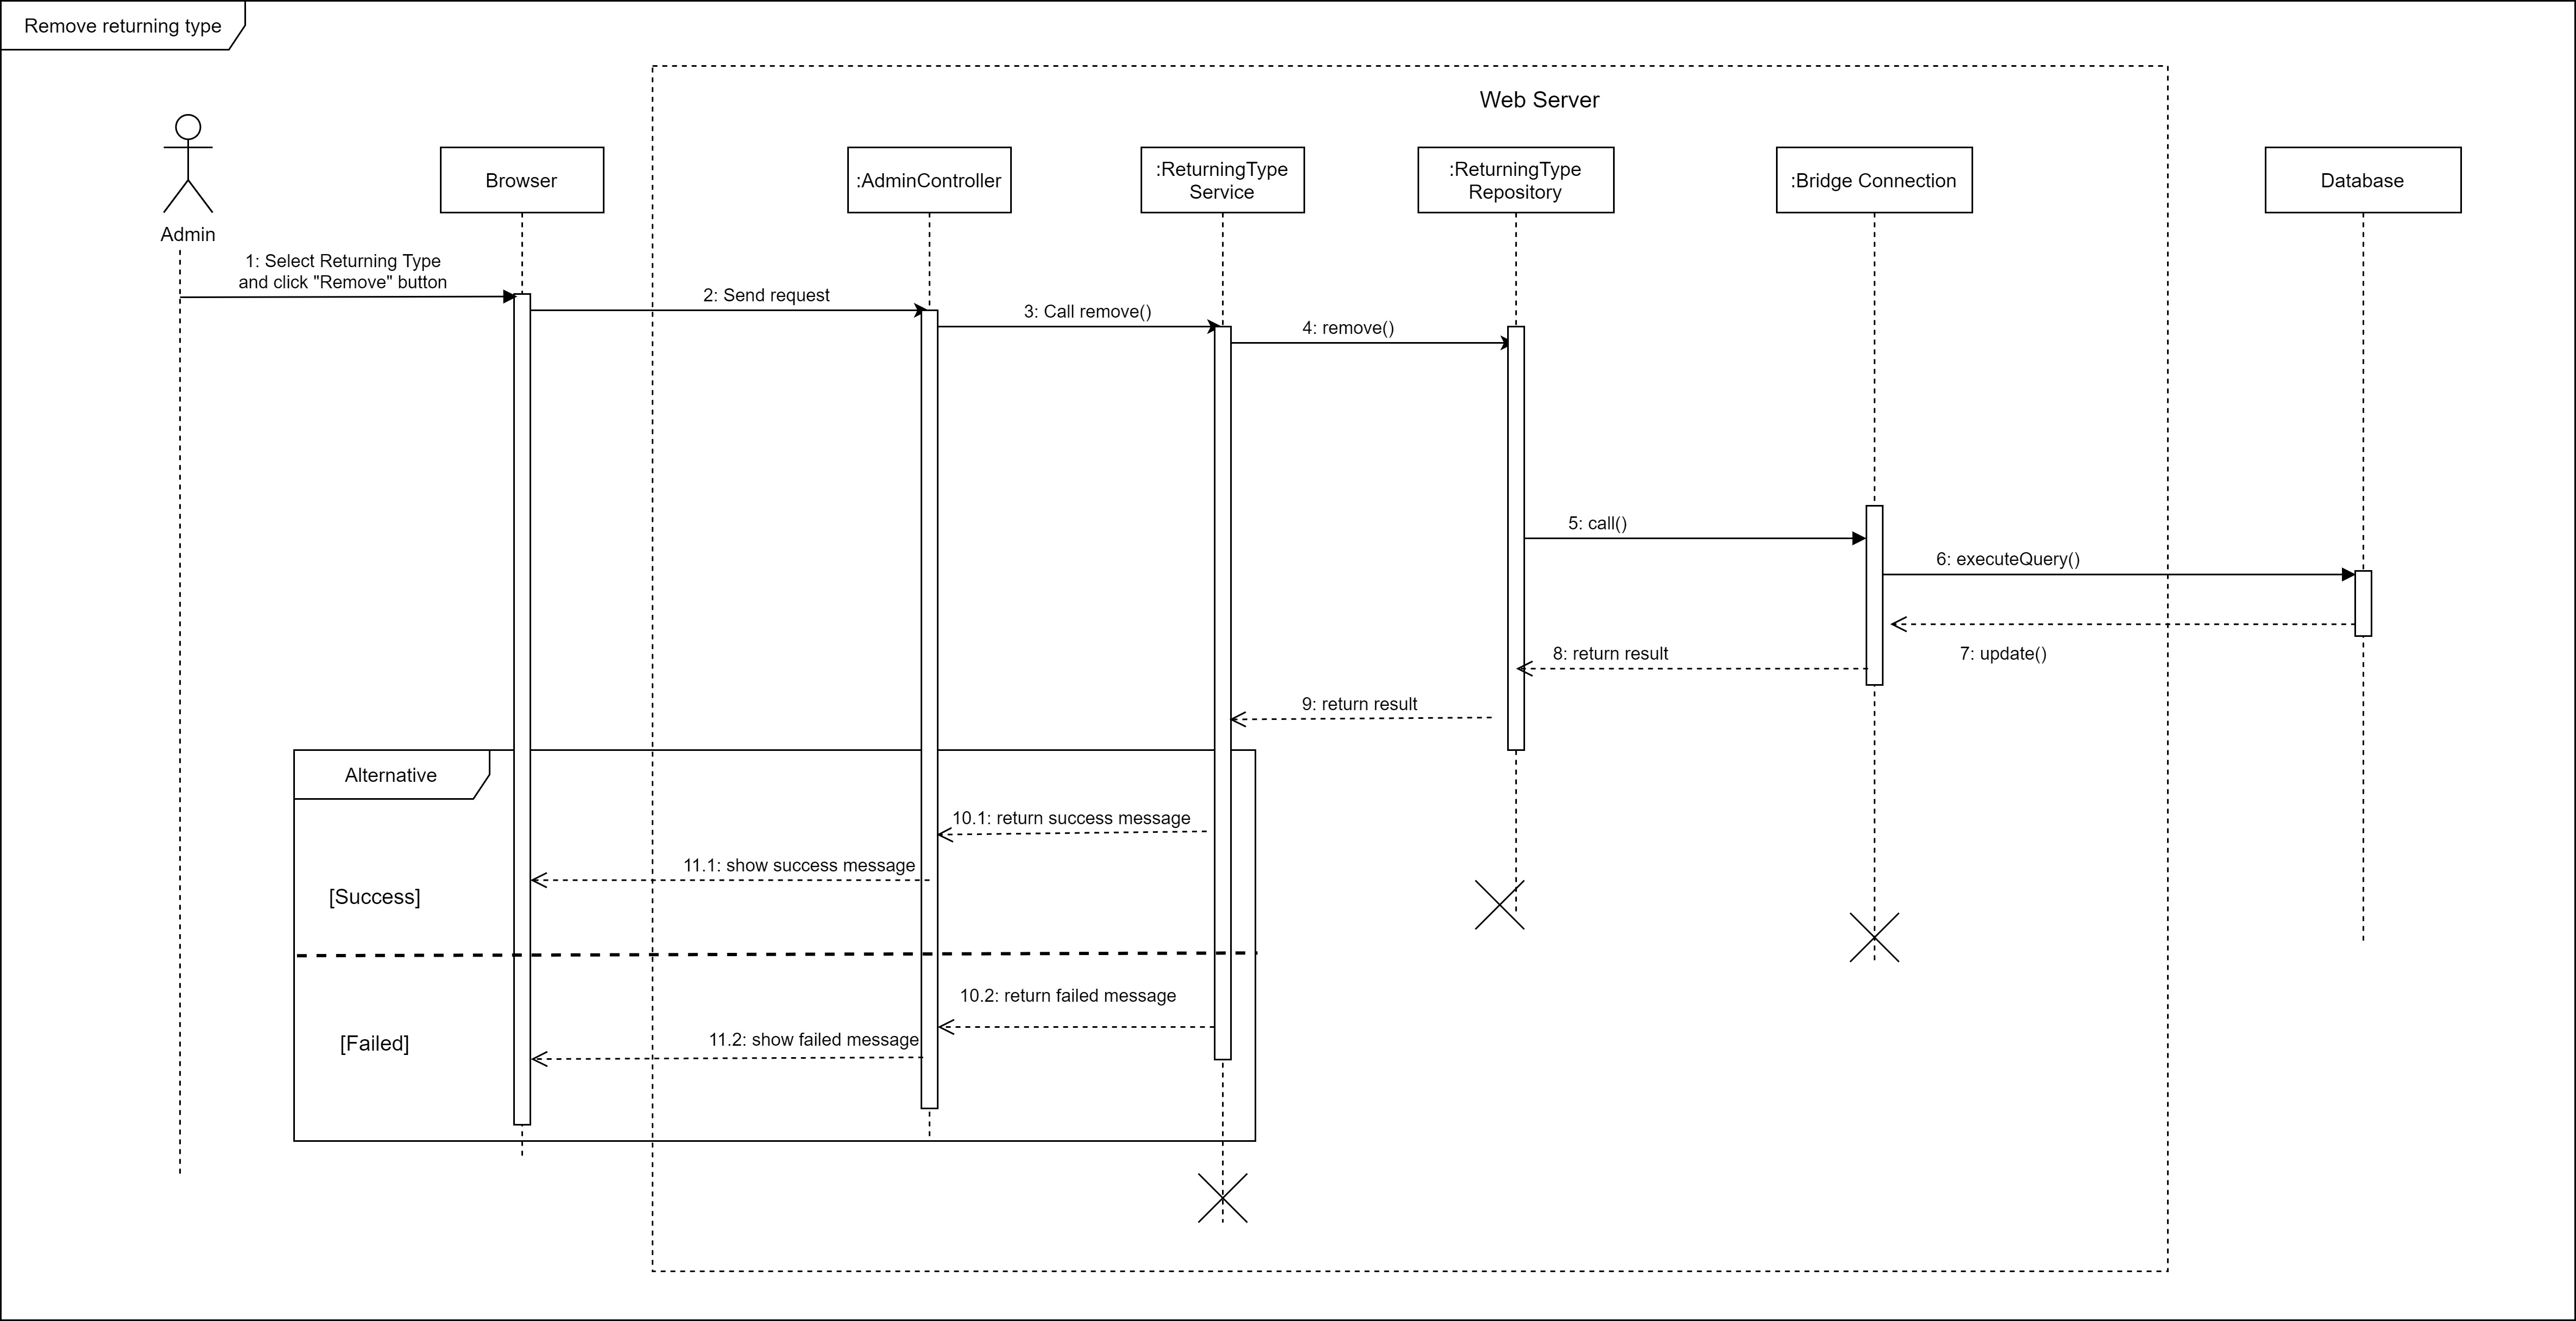 Remove returning type
Web Server
Browser
:AdminController
:ReturningType
Service
:ReturningType
Repository
:Bridge Connection
Database
Admin
1: Select Returning Type
and click "Remove" button
2: Send request
3: Call remove()
4: remove()
5: call()
6: executeQuery()
7: update()
8: return result
9: return result
Alternative
10.1: return success message
11.1: show success message
[Success]
10.2: return failed message
11.2: show failed message
[Failed]